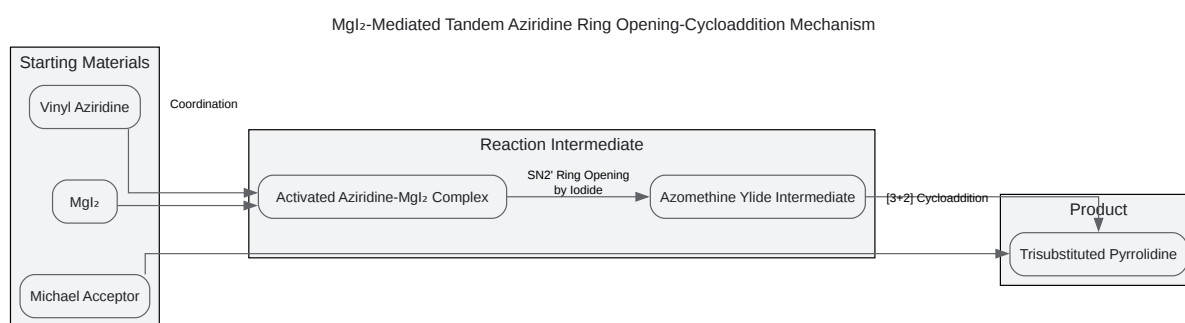 MgI₂-Mediated Tandem Aziridine Ring Opening-Cycloaddition Mechanism
Starting Materials
Vinyl Aziridine
Coordination
MgI₂
Michael Acceptor
Reaction Intermediate
Activated Aziridine-MgI₂ Complex
SN2' Ring Opening
by Iodide
Azomethine Ylide Intermediate
[3+2] Cycloaddition
Product
Trisubstituted Pyrrolidine